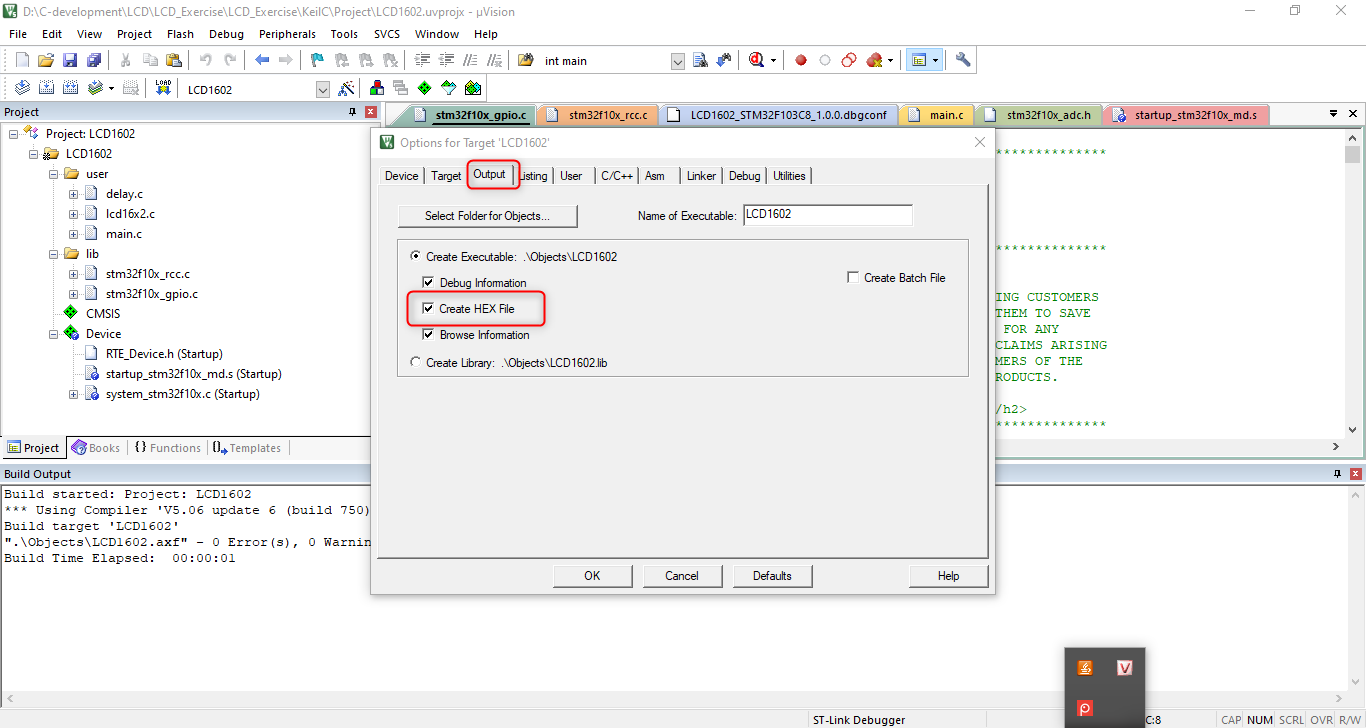 D:\C-development\LCD\LCD_Exercise\LCD_Exercise\KeilC\Project\LCD1602.uvprojx - µVision
File Edit View Project Flash Debug Peripherals Tools SVCS Window Help
int main
LOAD LCD1602
Project
stm32f10x_gpio.c stm32f10x_rcc.c LCD1602_STM32F103C8_1.0.0.dbgconf main.c stm32f10x_adc.h startup_stm32f10x_md.s
Project: LCD1602
LCD1602
user
delay.c
lcd16x2.c
main.c
lib
stm32f10x_rcc.c
stm32f10x_gpio.c
CMSIS
Device
RTE_Device.h (Startup)
startup_stm32f10x_md.s (Startup)
system_stm32f10x.c (Startup)
Project Books {} Functions Templates
Options for Target 'LCD1602'
Device Target Output Listing User C/C++ Asm Linker Debug Utilities
Select Folder for Objects... Name of Executable: LCD1602
Create Executable: .\Objects\LCD1602
Debug Information Create Batch File
Create HEX File
Browse Information
Create Library: .\Objects\LCD1602.lib
OK Cancel Defaults Help
**************
**************
ING CUSTOMERS
THEM TO SAVE
FOR ANY
CLAIMS ARISING
MERS OF THE
RODUCTS.
/h2>
**************
Build Output
Build started: Project: LCD1602
*** Using Compiler 'V5.06 update 6 (build 750)
Build target 'LCD1602'
".\Objects\LCD1602.axf" - 0 Error(s), 0 Warnin
Build Time Elapsed: 00:00:01
ST-Link Debugger C:8 CAP NUM SCRL OVR R/W